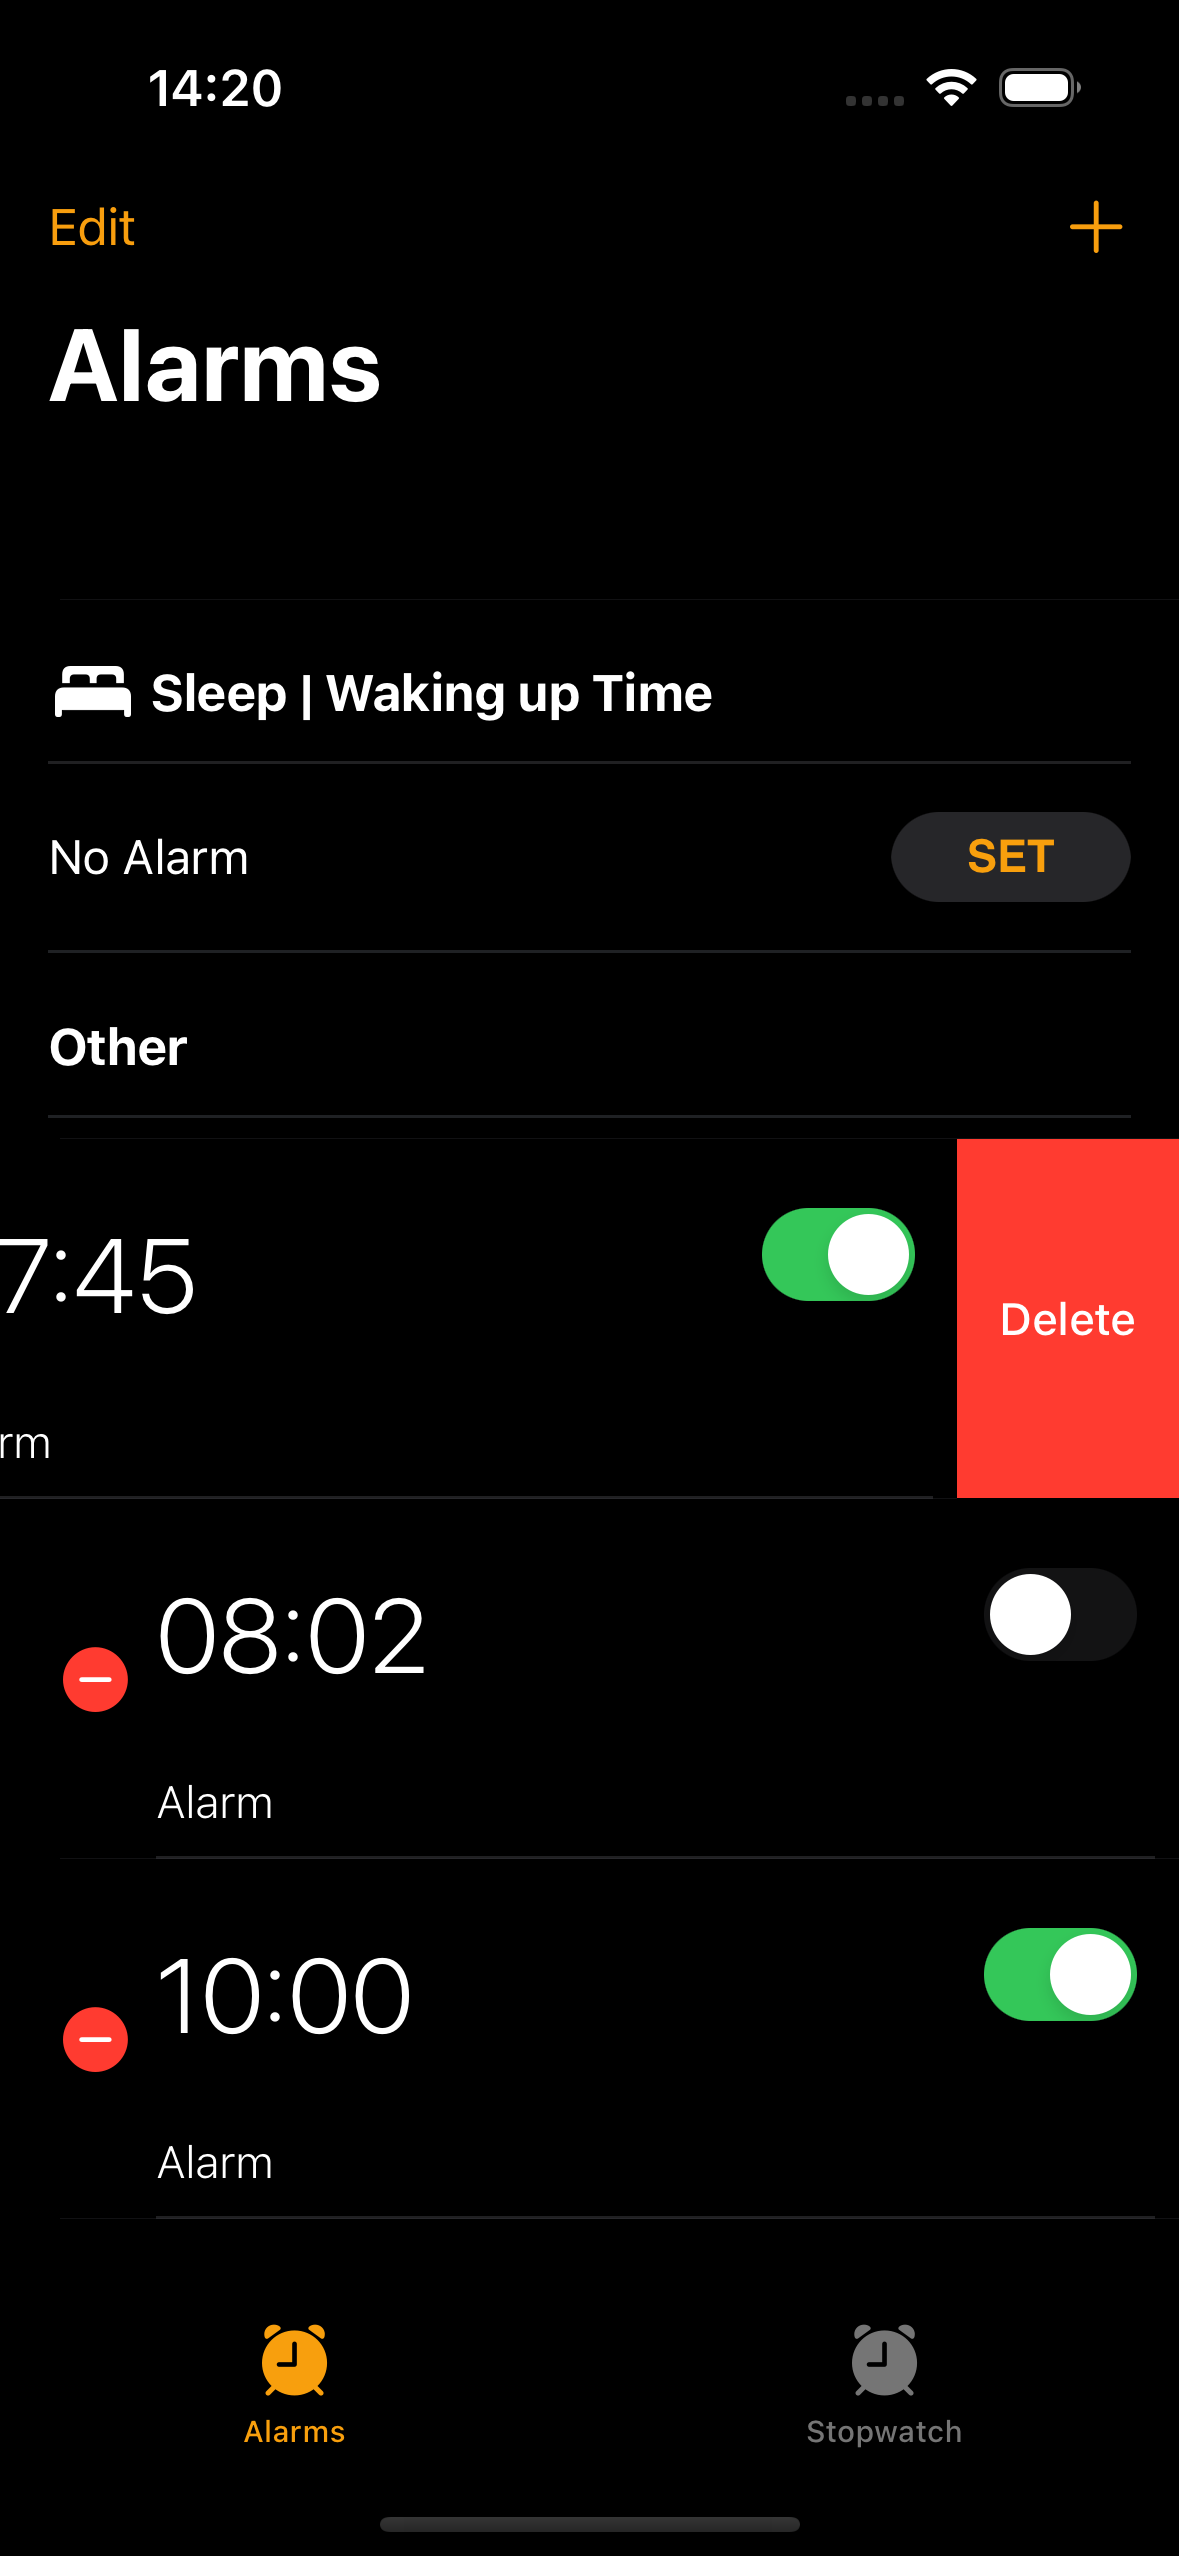 14:20
Edit
Alarms
Sleep | Waking up Time
No Alarm
SET
Other
7:45
Delete
rm
08:02
Alarm
10:00
Alarm
Alarms
Stopwatch